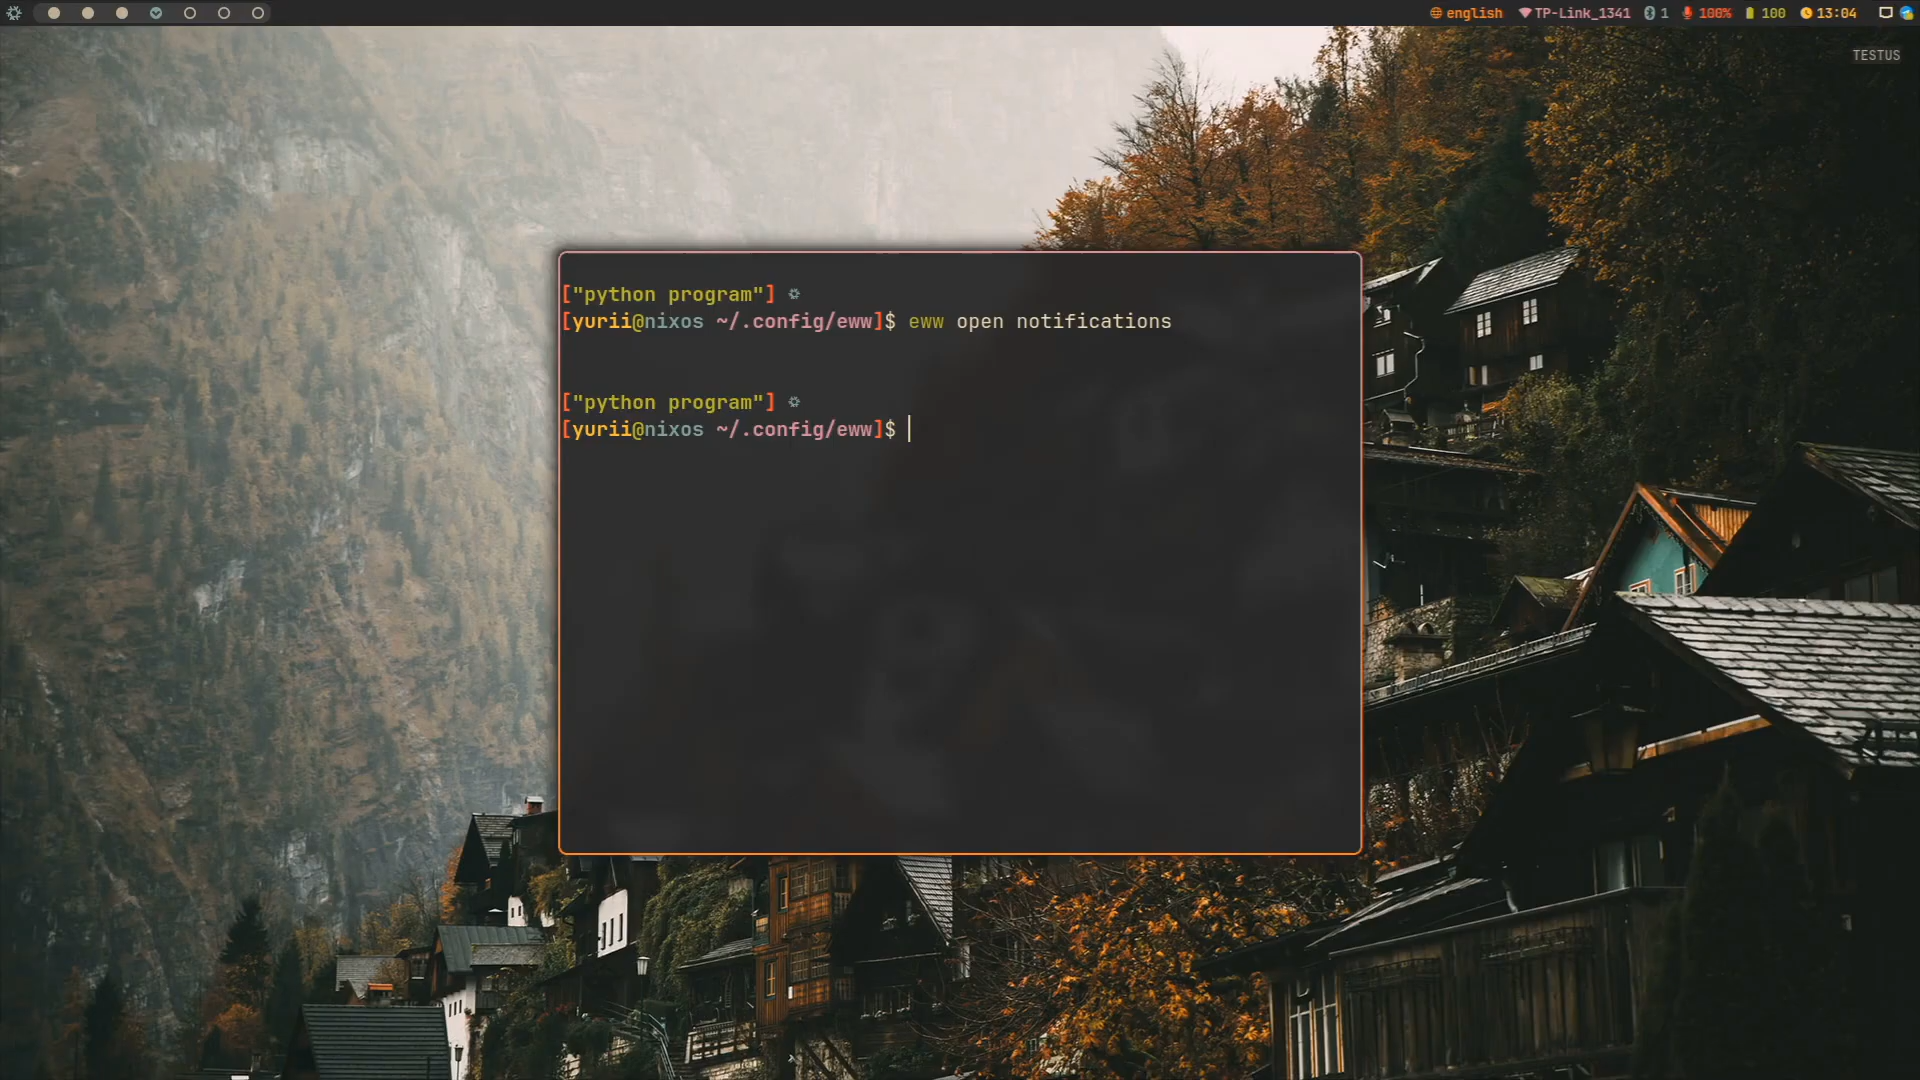 english TP-Link_1341 1 100% 100 13:04
TESTUS
["python program"]
[yurii@nixos ~/.config/eww]$ eww open notifications
["python program"]
[yurii@nixos ~/.config/eww]$